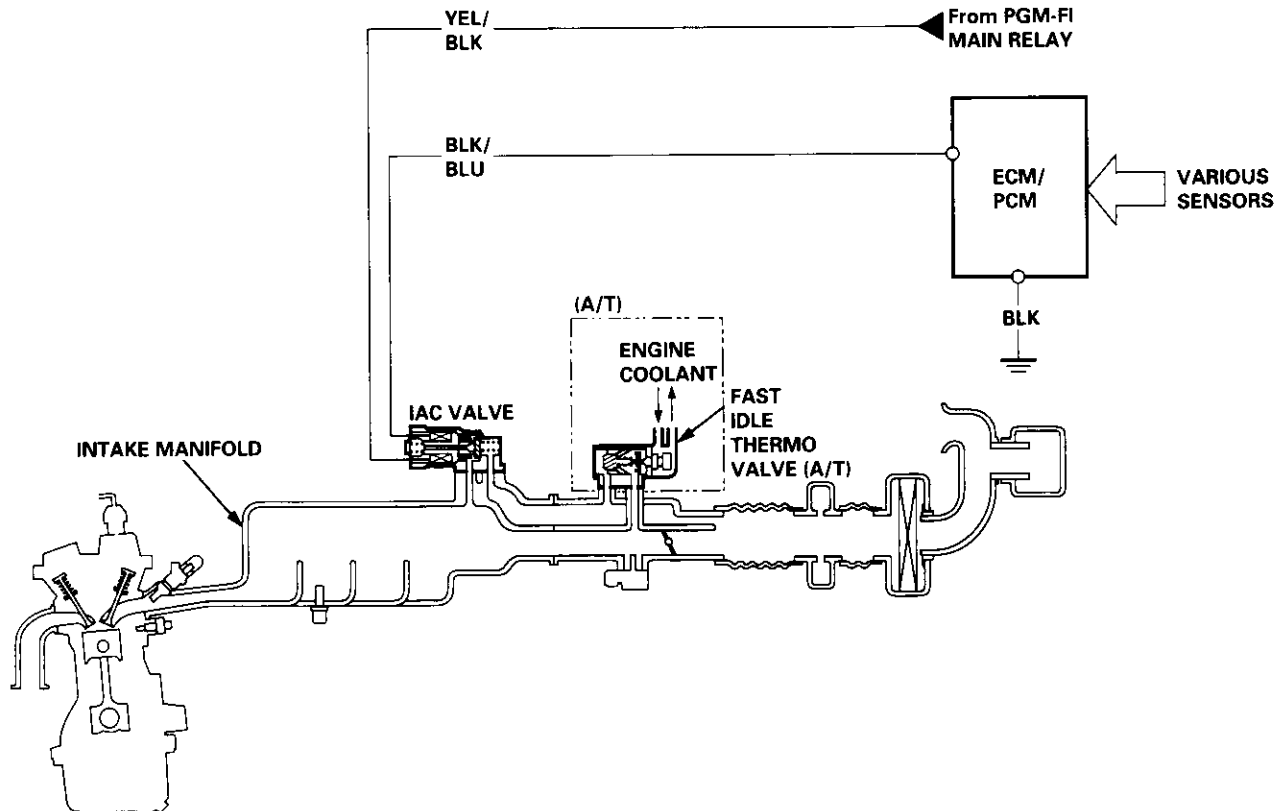 YEL/
BLK
From PGM-FI
MAIN RELAY
BLK/
BLU
ECM/
PCM
VARIOUS
SENSORS
BLK
(A/T)
ENGINE
COOLANT
FAST
IDLE
THERMO
VALVE (A/T)
IAC VALVE
INTAKE MANIFOLD